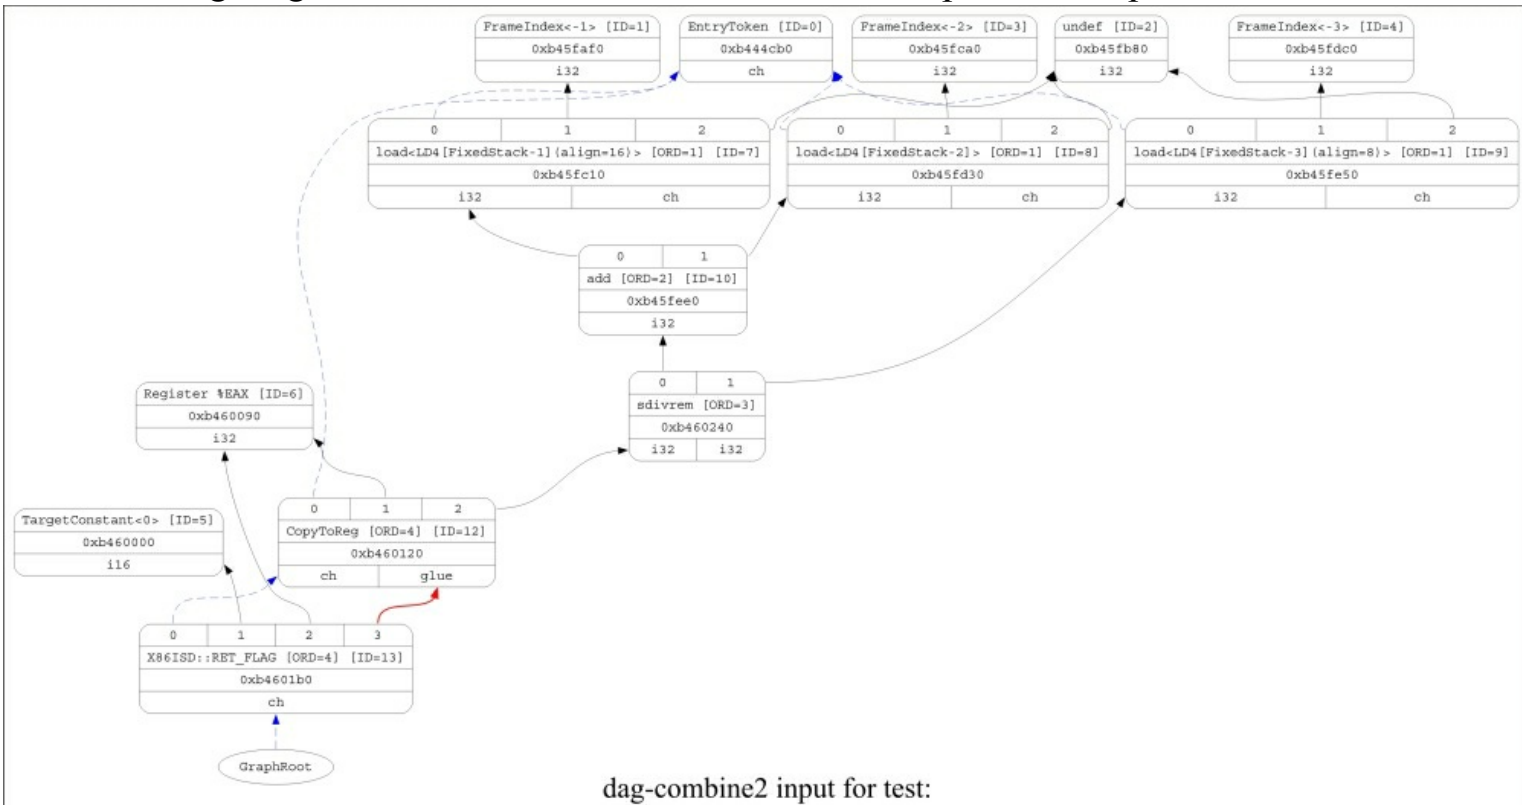 FrameIndex<-1> [ID=1]
0xb45faf0
i32
EntryToken [ID=0]
0xb444cb0
ch
FrameIndex<-2> [ID=3]
0xb45fca0
i32
undef [ID=2]
0xb45fb80
i32
FrameIndex<-3> [ID=4]
0xb45fdc0
i32
0 1 2
load<LD4[FixedStack-1](align=16)> [ORD=1] [ID=7]
0xb45fc10
i32 ch
0 1 2
load<LD4[FixedStack-2]> [ORD=1] [ID=8]
0xb45fd30
i32 ch
0 1 2
load<LD4[FixedStack-3](align=8)> [ORD=1] [ID=9]
0xb45fe50
i32 ch
0 1
add [ORD=2] [ID=10]
0xb45fee0
i32
0 1
sdivrem [ORD=3]
0xb460240
i32 i32
Register %EAX [ID=6]
0xb460090
i32
0 1 2
CopyToReg [ORD=4] [ID=12]
0xb460120
ch glue
TargetConstant<0> [ID=5]
0xb460000
i16
0 1 2 3
X86ISD::RET_FLAG [ORD=4] [ID=13]
0xb4601b0
ch
GraphRoot
dag-combine2 input for test: